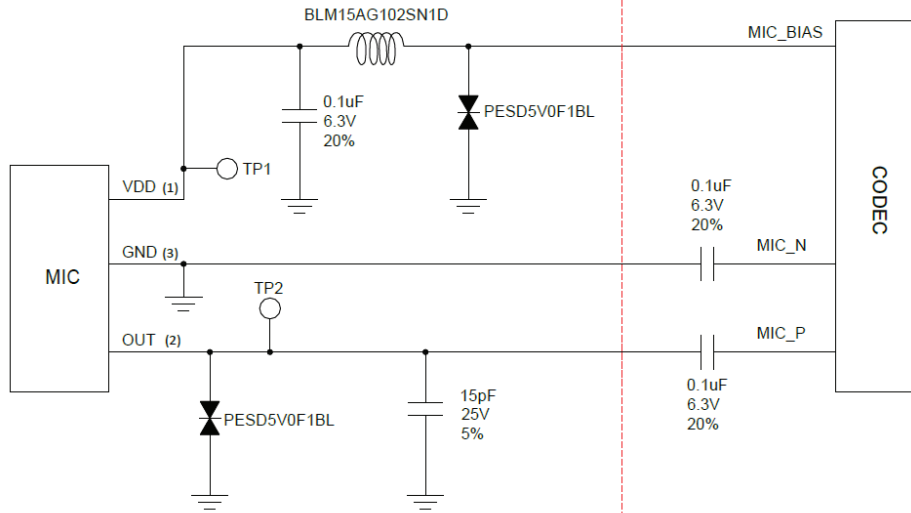 BLM15AG102SN1D
MIC_BIAS
0.1uF
6.3V
20%
PESD5V0F1BL
TP1
VDD (1)
0.1uF
6.3V
20%
CODEC
GND (3)
MIC_N
MIC
TP2
OUT (2)
MIC_P
PESD5V0F1BL
15pF
25V
5%
0.1uF
6.3V
20%